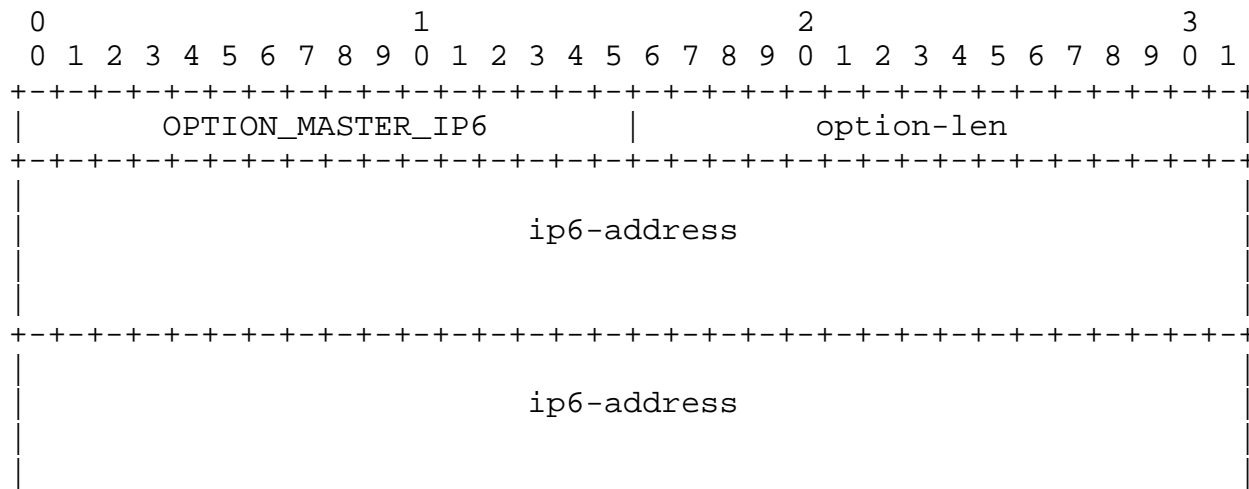 0                   1                   2                   3
 0 1 2 3 4 5 6 7 8 9 0 1 2 3 4 5 6 7 8 9 0 1 2 3 4 5 6 7 8 9 0 1
+-+-+-+-+-+-+-+-+-+-+-+-+-+-+-+-+-+-+-+-+-+-+-+-+-+-+-+-+-+-+-+-+
|       OPTION_MASTER_IP6       |         option-len            |
+-+-+-+-+-+-+-+-+-+-+-+-+-+-+-+-+-+-+-+-+-+-+-+-+-+-+-+-+-+-+-+-+
|                                                               |
|                          ip6-address                          |
|                                                               |
|                                                               |
+-+-+-+-+-+-+-+-+-+-+-+-+-+-+-+-+-+-+-+-+-+-+-+-+-+-+-+-+-+-+-+-+
|                                                               |
|                          ip6-address                          |
|                                                               |
|                                                               |